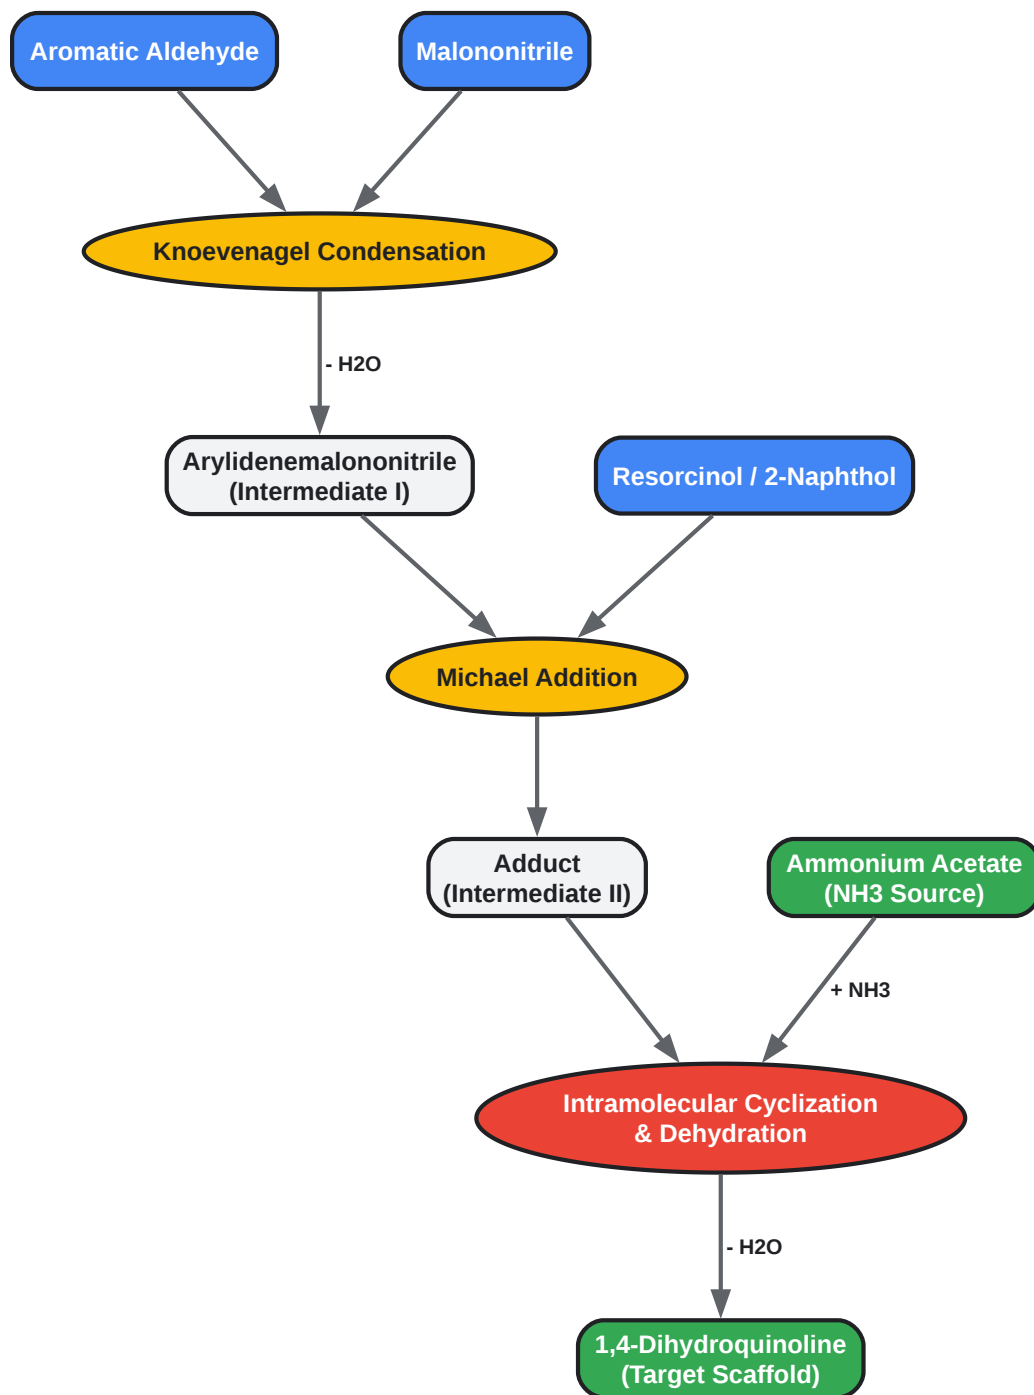 Aromatic Aldehyde
Malononitrile
Knoevenagel Condensation
- H2O
Arylidenemalononitrile
(Intermediate I)
Resorcinol / 2-Naphthol
Michael Addition
Adduct
(Intermediate II)
Ammonium Acetate
(NH3 Source)
+ NH3
Intramolecular Cyclization
& Dehydration
- H2O
1,4-Dihydroquinoline
(Target Scaffold)